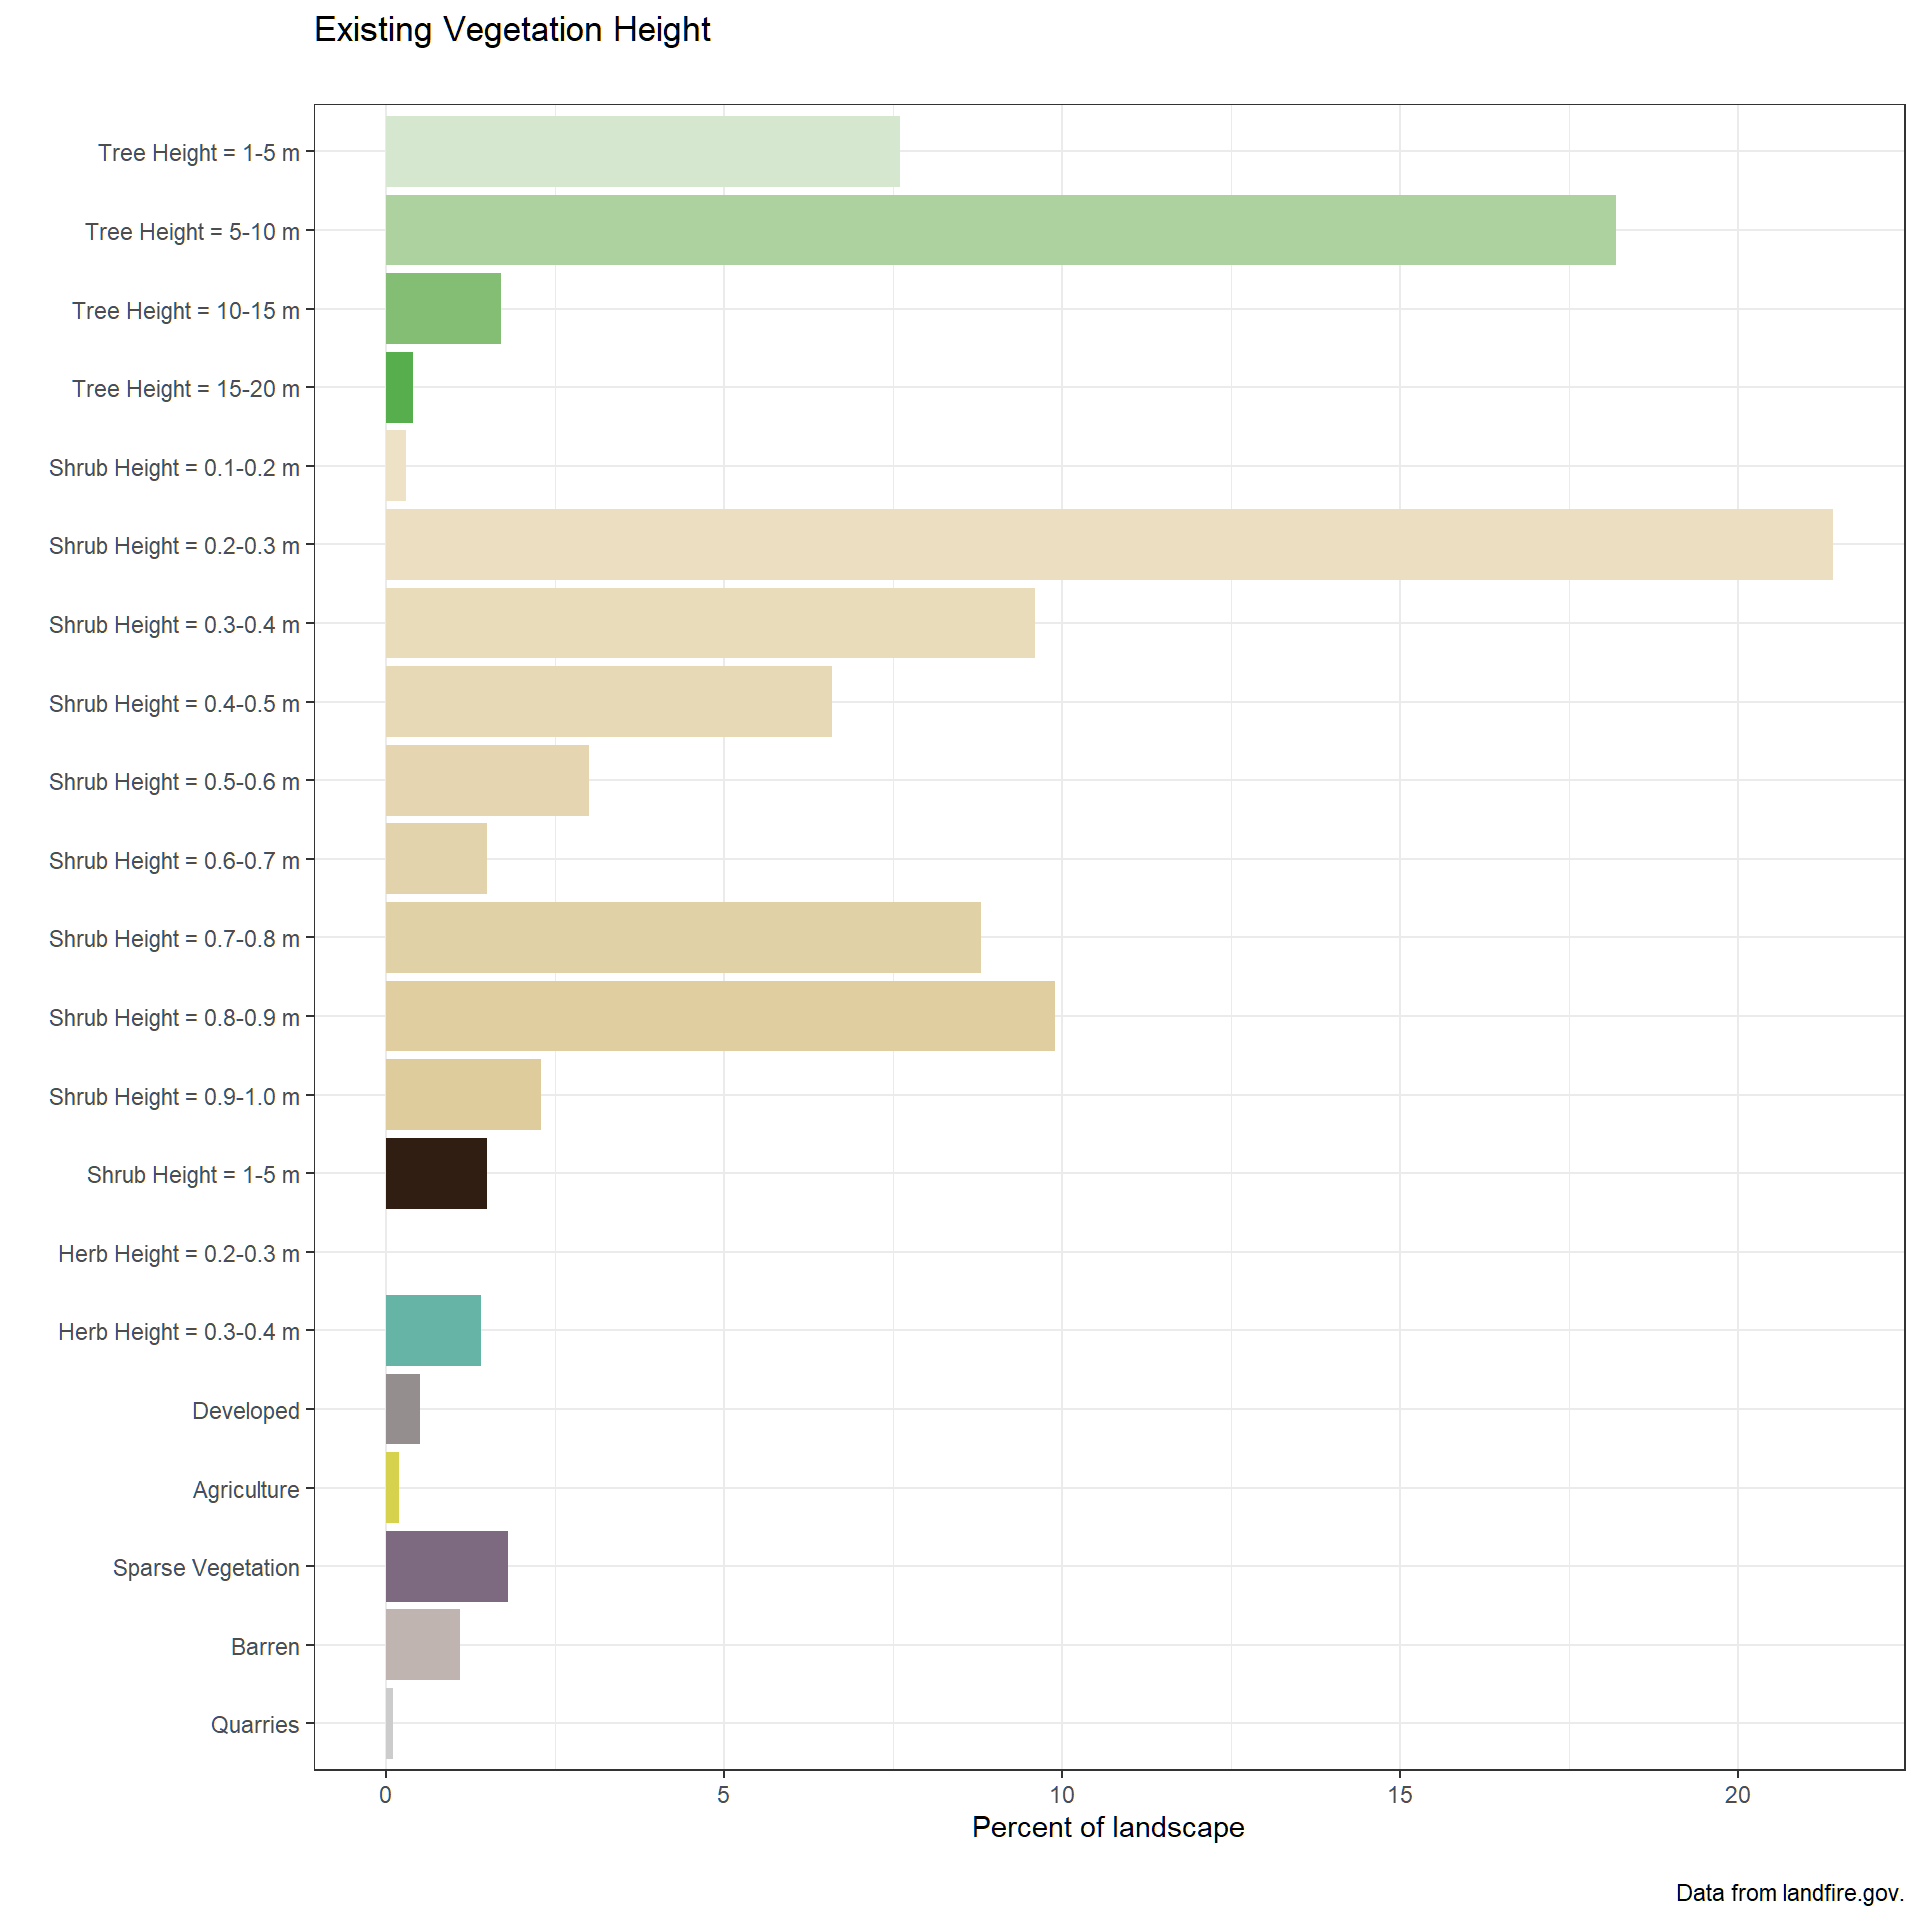 Existing Vegetation Height
Tree Height = 1-5 m
Tree Height = 5-10 m
Tree Height = 10-15 m
Tree Height = 15-20 m
Shrub Height = 0.1-0.2 m
Shrub Height = 0.2-0.3 m
Shrub Height = 0.3-0.4 m
Shrub Height = 0.4-0.5 m
Shrub Height = 0.5-0.6 m
Shrub Height = 0.6-0.7 m
Shrub Height = 0.7-0.8 m
Shrub Height = 0.8-0.9 m
Shrub Height = 0.9-1.0 m
Shrub Height = 1-5 m
Herb Height = 0.2-0.3 m
Herb Height = 0.3-0.4 m
Developed
Agriculture
Sparse Vegetation
Barren
Quarries
0 5 10 15 20
Percent of landscape
Data from landfire.gov.